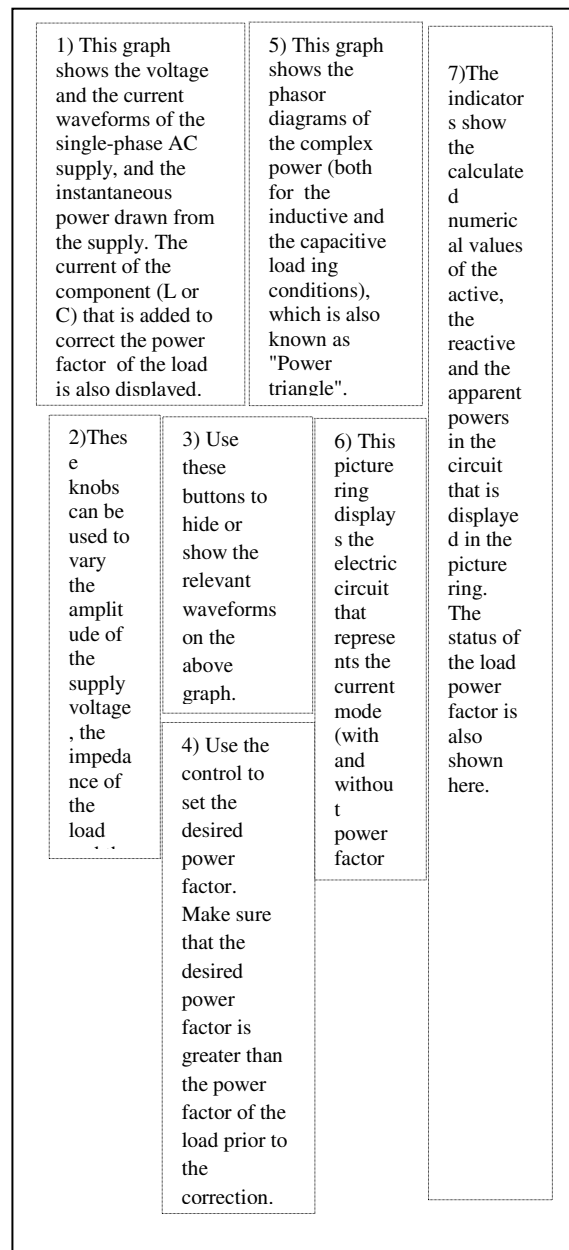 1) This graph
shows the voltage
and the current
waveforms of the
single-phase AC
supply, and the
instantaneous
power drawn from
the supply. The
current of the
component (L or
C) that is added to
correct the power
factor of the load
is also displayed.
2)Thes
e
knobs
can be
used to
vary
the
amplit
ude of
the
supply
voltage
, the
impeda
nce of
the
load
3) Use
these
buttons to
hide or
show the
relevant
waveforms
on the
above
graph.
4) Use the
control to
set the
desired
power
factor.
Make sure
that the
desired
power
factor is
greater than
the power
factor of the
load prior to
the
correction.
5) This graph
shows the
phasor
diagrams of
the complex
power (both
for the
inductive and
the capacitive
load ing
conditions),
which is also
known as
"Power
triangle".
6) This
picture
ring
display
s the
electric
circuit
that
represe
nts the
current
mode
(with
and
withou
t
power
factor
7)The
indicator
s show
the
calculate
d
numeric
al values
of the
active,
the
reactive
and the
apparent
powers
in the
circuit
that is
displaye
d in the
picture
ring.
The
status of
the load
power
factor is
also
shown
here.